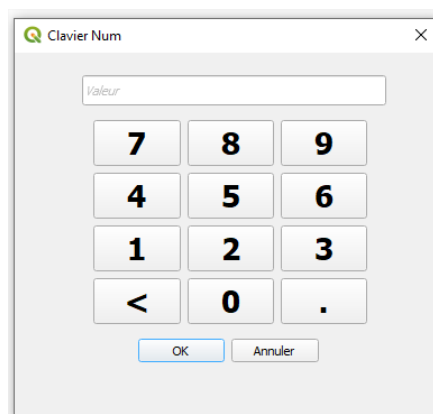 Clavier Num
Valeur
7 8 9
4 5 6
1 2 3
< 0 .
OK Annuler